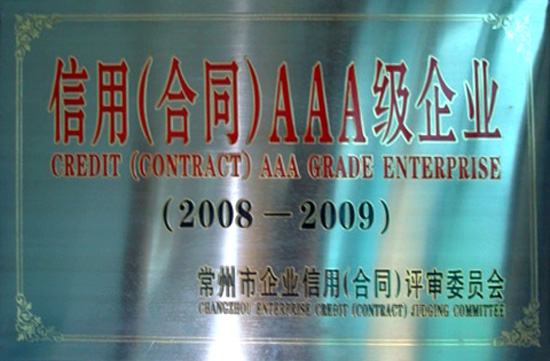 信用(合同)AAA级企业
CREDIT (CONTRACT) AAA GRADE ENTERPRISE
(2008－2009)
常州市企业信用(合同)评审委员会
CHANGZHOU ENTERPRISE CREDIT (CONTRACT) JUDGING COMMITTEE